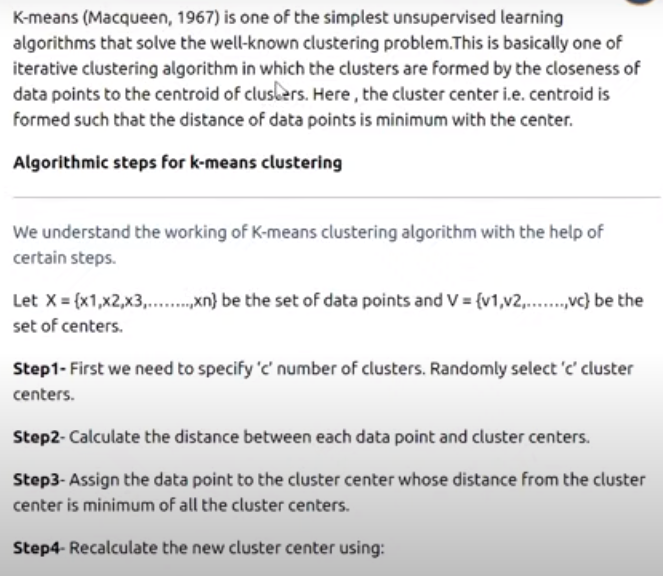 K-means (Macqueen, 1967) is one of the simplest unsupervised learning
algorithms that solve the well-known clustering problem.This is basically one of
iterative clustering algorithm in which the clusters are formed by the closeness of
data points to the centroid of clusters. Here , the cluster center i.e. centroid is
formed such that the distance of data points is minimum with the center.
Algorithmic steps for k-means clustering
We understand the working of K-means clustering algorithm with the help of
certain steps.
Let X = {x1,x2,x3,.........,xn} be the set of data points and V = {v1,v2,.......,vc} be the
set of centers.
Step1- First we need to specify 'c' number of clusters. Randomly select 'c' cluster
centers.
Step2- Calculate the distance between each data point and cluster centers.
Step3- Assign the data point to the cluster center whose distance from the cluster
center is minimum of all the cluster centers.
Step4- Recalculate the new cluster center using: